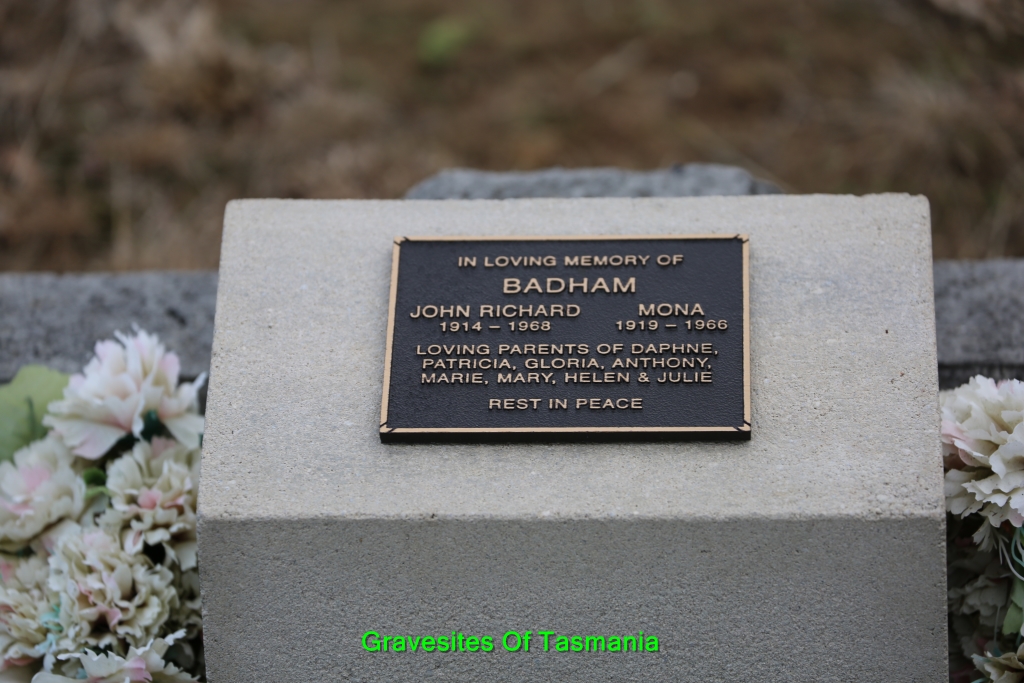 IN LOVING MEMORY OF
BADHAM
JOHN RICHARD MONA
1914 – 1968 1919 – 1966
LOVING PARENTS OF DAPHNE,
PATRICIA, GLORIA, ANTHONY,
MARIE, MARY, HELEN & JULIE
REST IN PEACE
Gravesites Of Tasmania